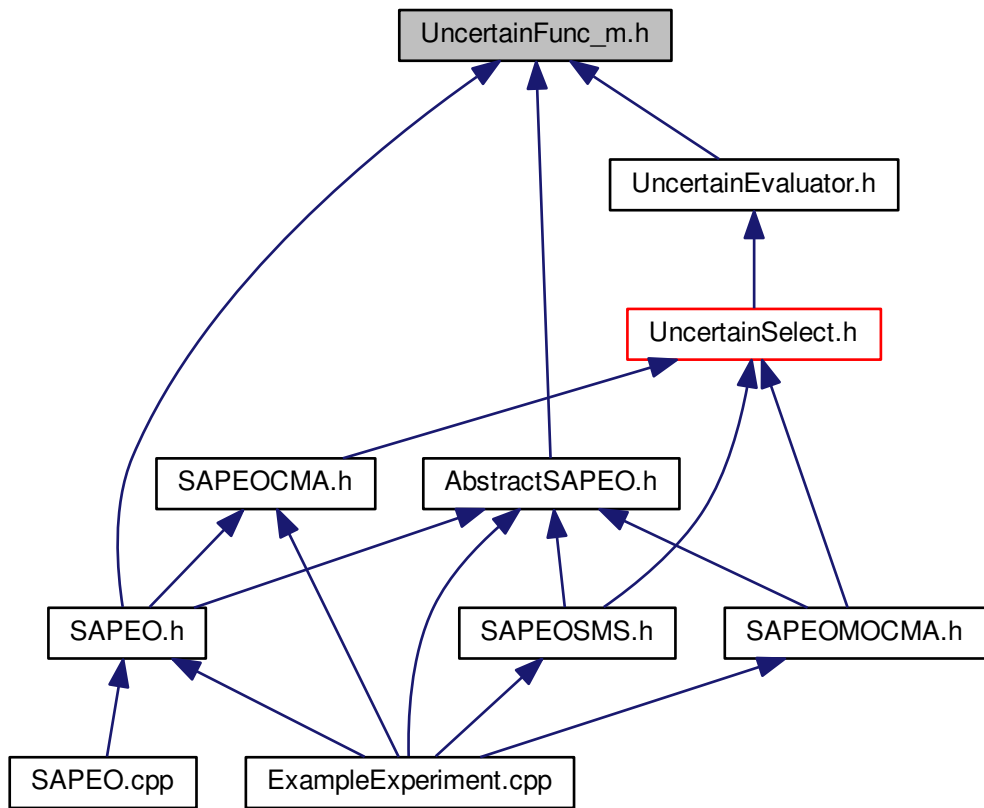 UncertainFunc_m.h
UncertainEvaluator.h
UncertainSelect.h
SAPEOCMA.h
AbstractSAPEO.h
SAPEO.h
SAPEOSMS.h
SAPEOMOCMA.h
SAPEO.cpp
ExampleExperiment.cpp